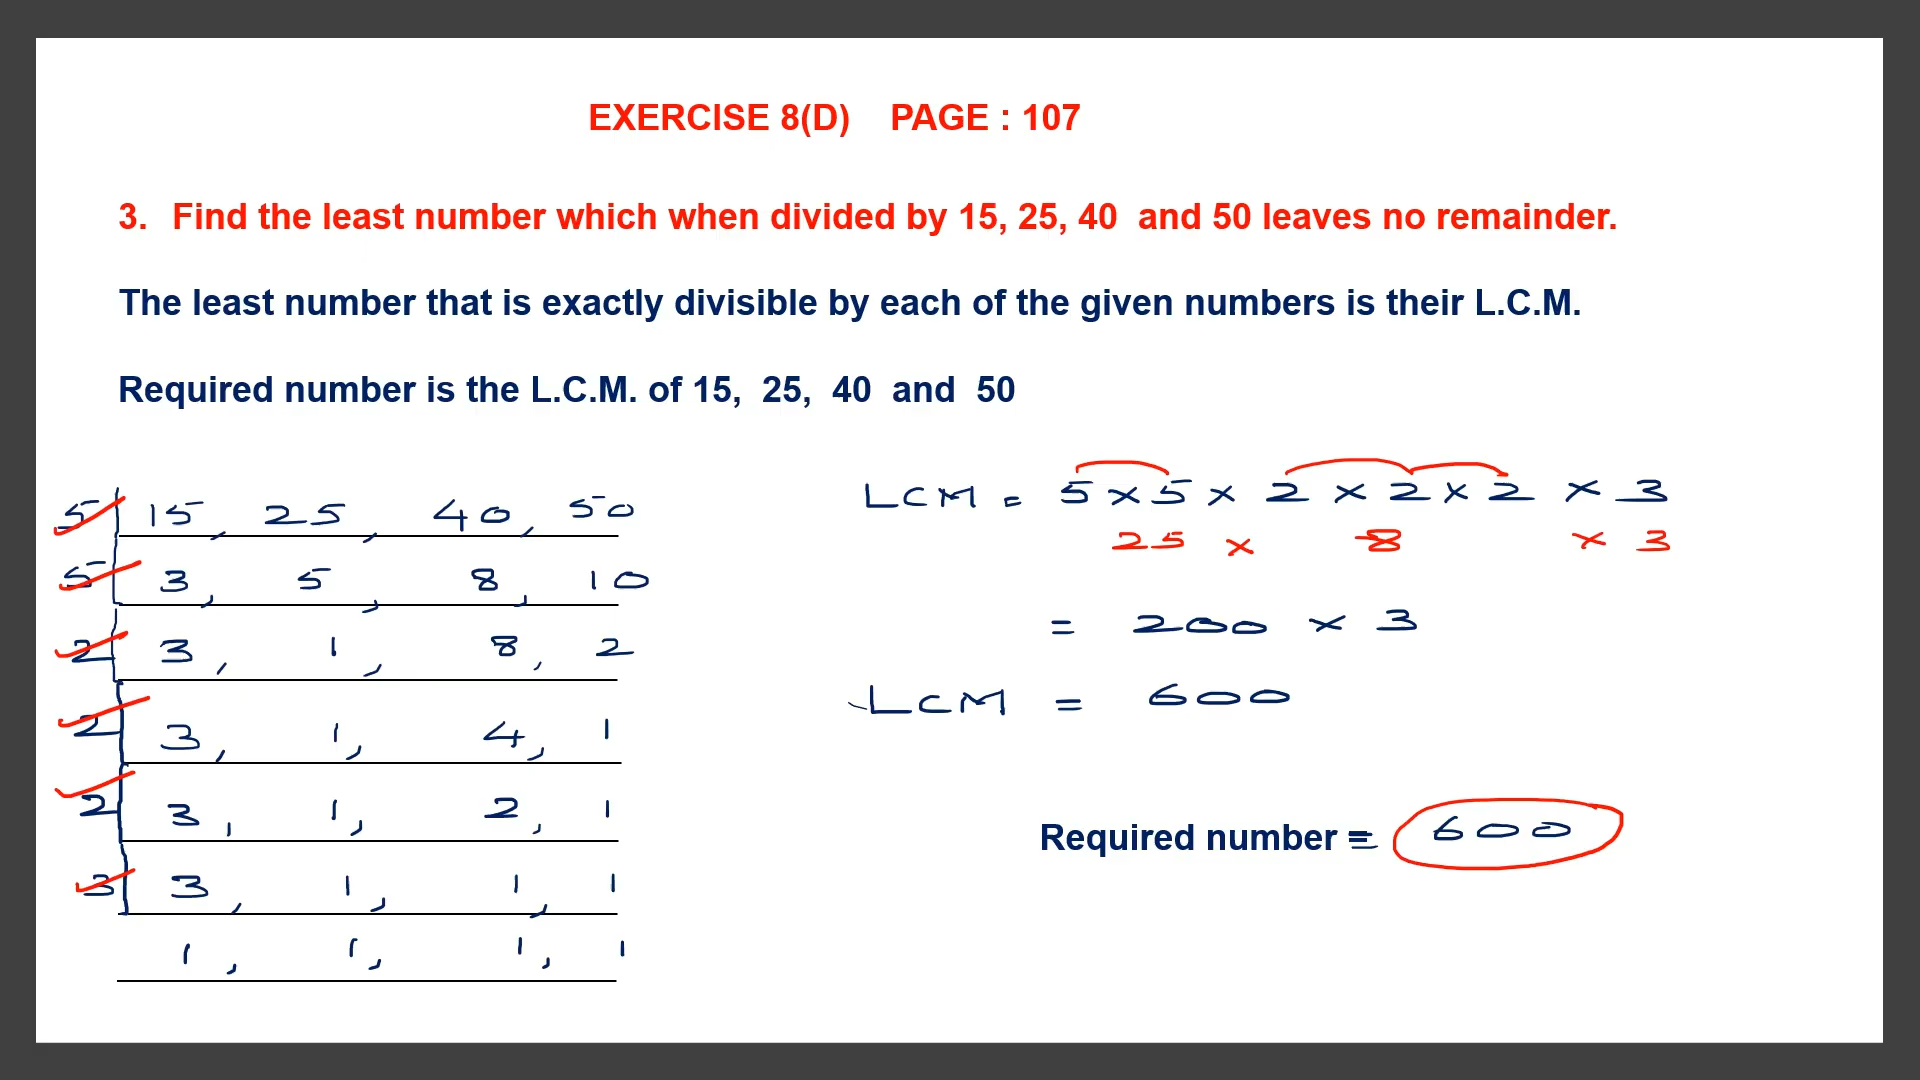 EXERCISE 8(D) PAGE : 107
3. Find the least number which when divided by 15, 25, 40 and 50 leaves no remainder.
The least number that is exactly divisible by each of the given numbers is their L.C.M.
Required number is the L.C.M. of 15, 25, 40 and 50
5 | 15, 25, 40, 50
5 | 3, 5, 8, 10
2 | 3, 1, 8, 2
2 | 3, 1, 4, 1
2 | 3, 1, 2, 1
3 | 3, 1, 1, 1
1, 1, 1, 1
LCM = 5 × 5 × 2 × 2 × 2 × 3
25 × 8 × 3
= 200 × 3
LCM = 600
Required number = 600